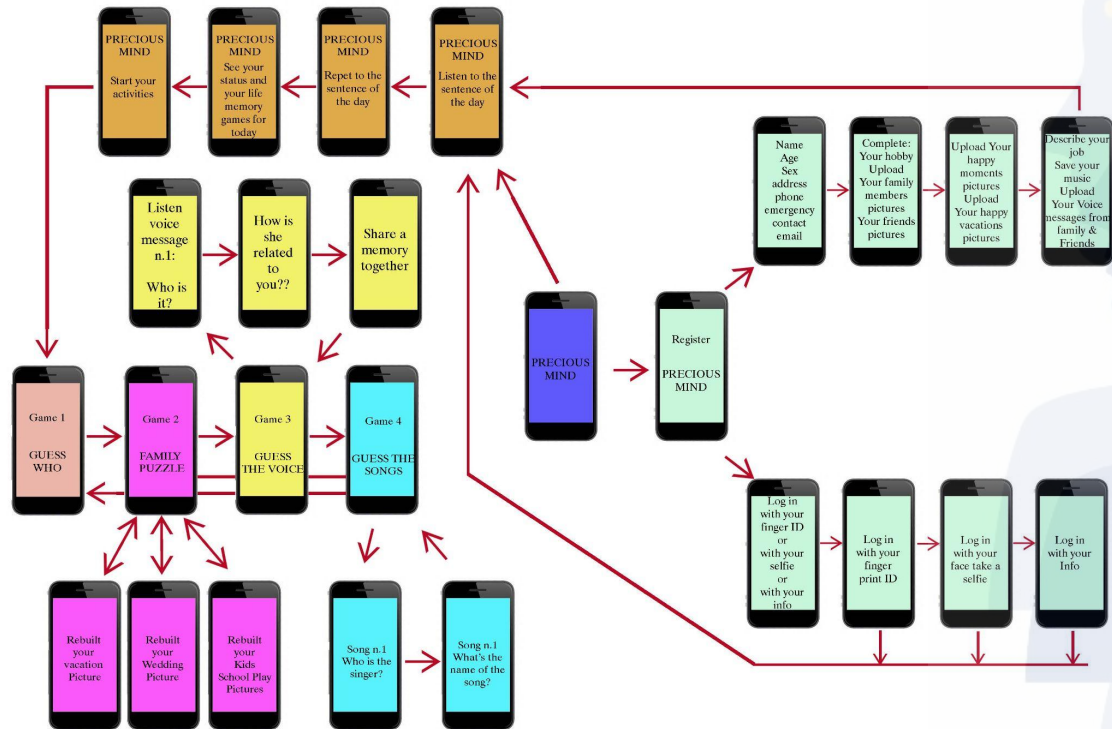 PRECIOUS
MIND
Start your
activities
PRECIOUS
MIND
See your
status and
your life
memory
games for
today
PRECIOUS
MIND
Repet to the
sentence of
the day
PRECIOUS
MIND
Listen to the
sentence of
the day
Name
Age
Sex
address
phone
emergency
contact
email
Complete:
Your hobby
Upload
Your family
members
pictures
Your friends
pictures
Upload Your
happy
moments
pictures
Upload
Your happy
vacations
pictures
Describe your
job
Save your
music
Upload
Your Voice
messages from
family &
Friends
Listen
voice
message
n.1:
Who is
it?
How is
she
related
to
you??
Share a
memory
together
PRECIOUS
MIND
Register
PRECIOUS
MIND
Game 1
GUESS
WHO
Game 2
FAMILY
PUZZLE
Game 3
GUESS
THE VOICE
Game 4
GUESS THE
SONGS
Log in
with your
finger ID
or
with your
selfie
or
with your
info
Log in
with your
finger
print ID
Log in
with your
face take a
selfie
Log in
with your
Info
Rebuilt
your
vacation
Picture
Rebuilt
your
Wedding
Picture
Rebuilt
your
Kids
School Play
Pictures
Song n.1
Who is the
singer?
Song n.1
What's the
name of the
song?